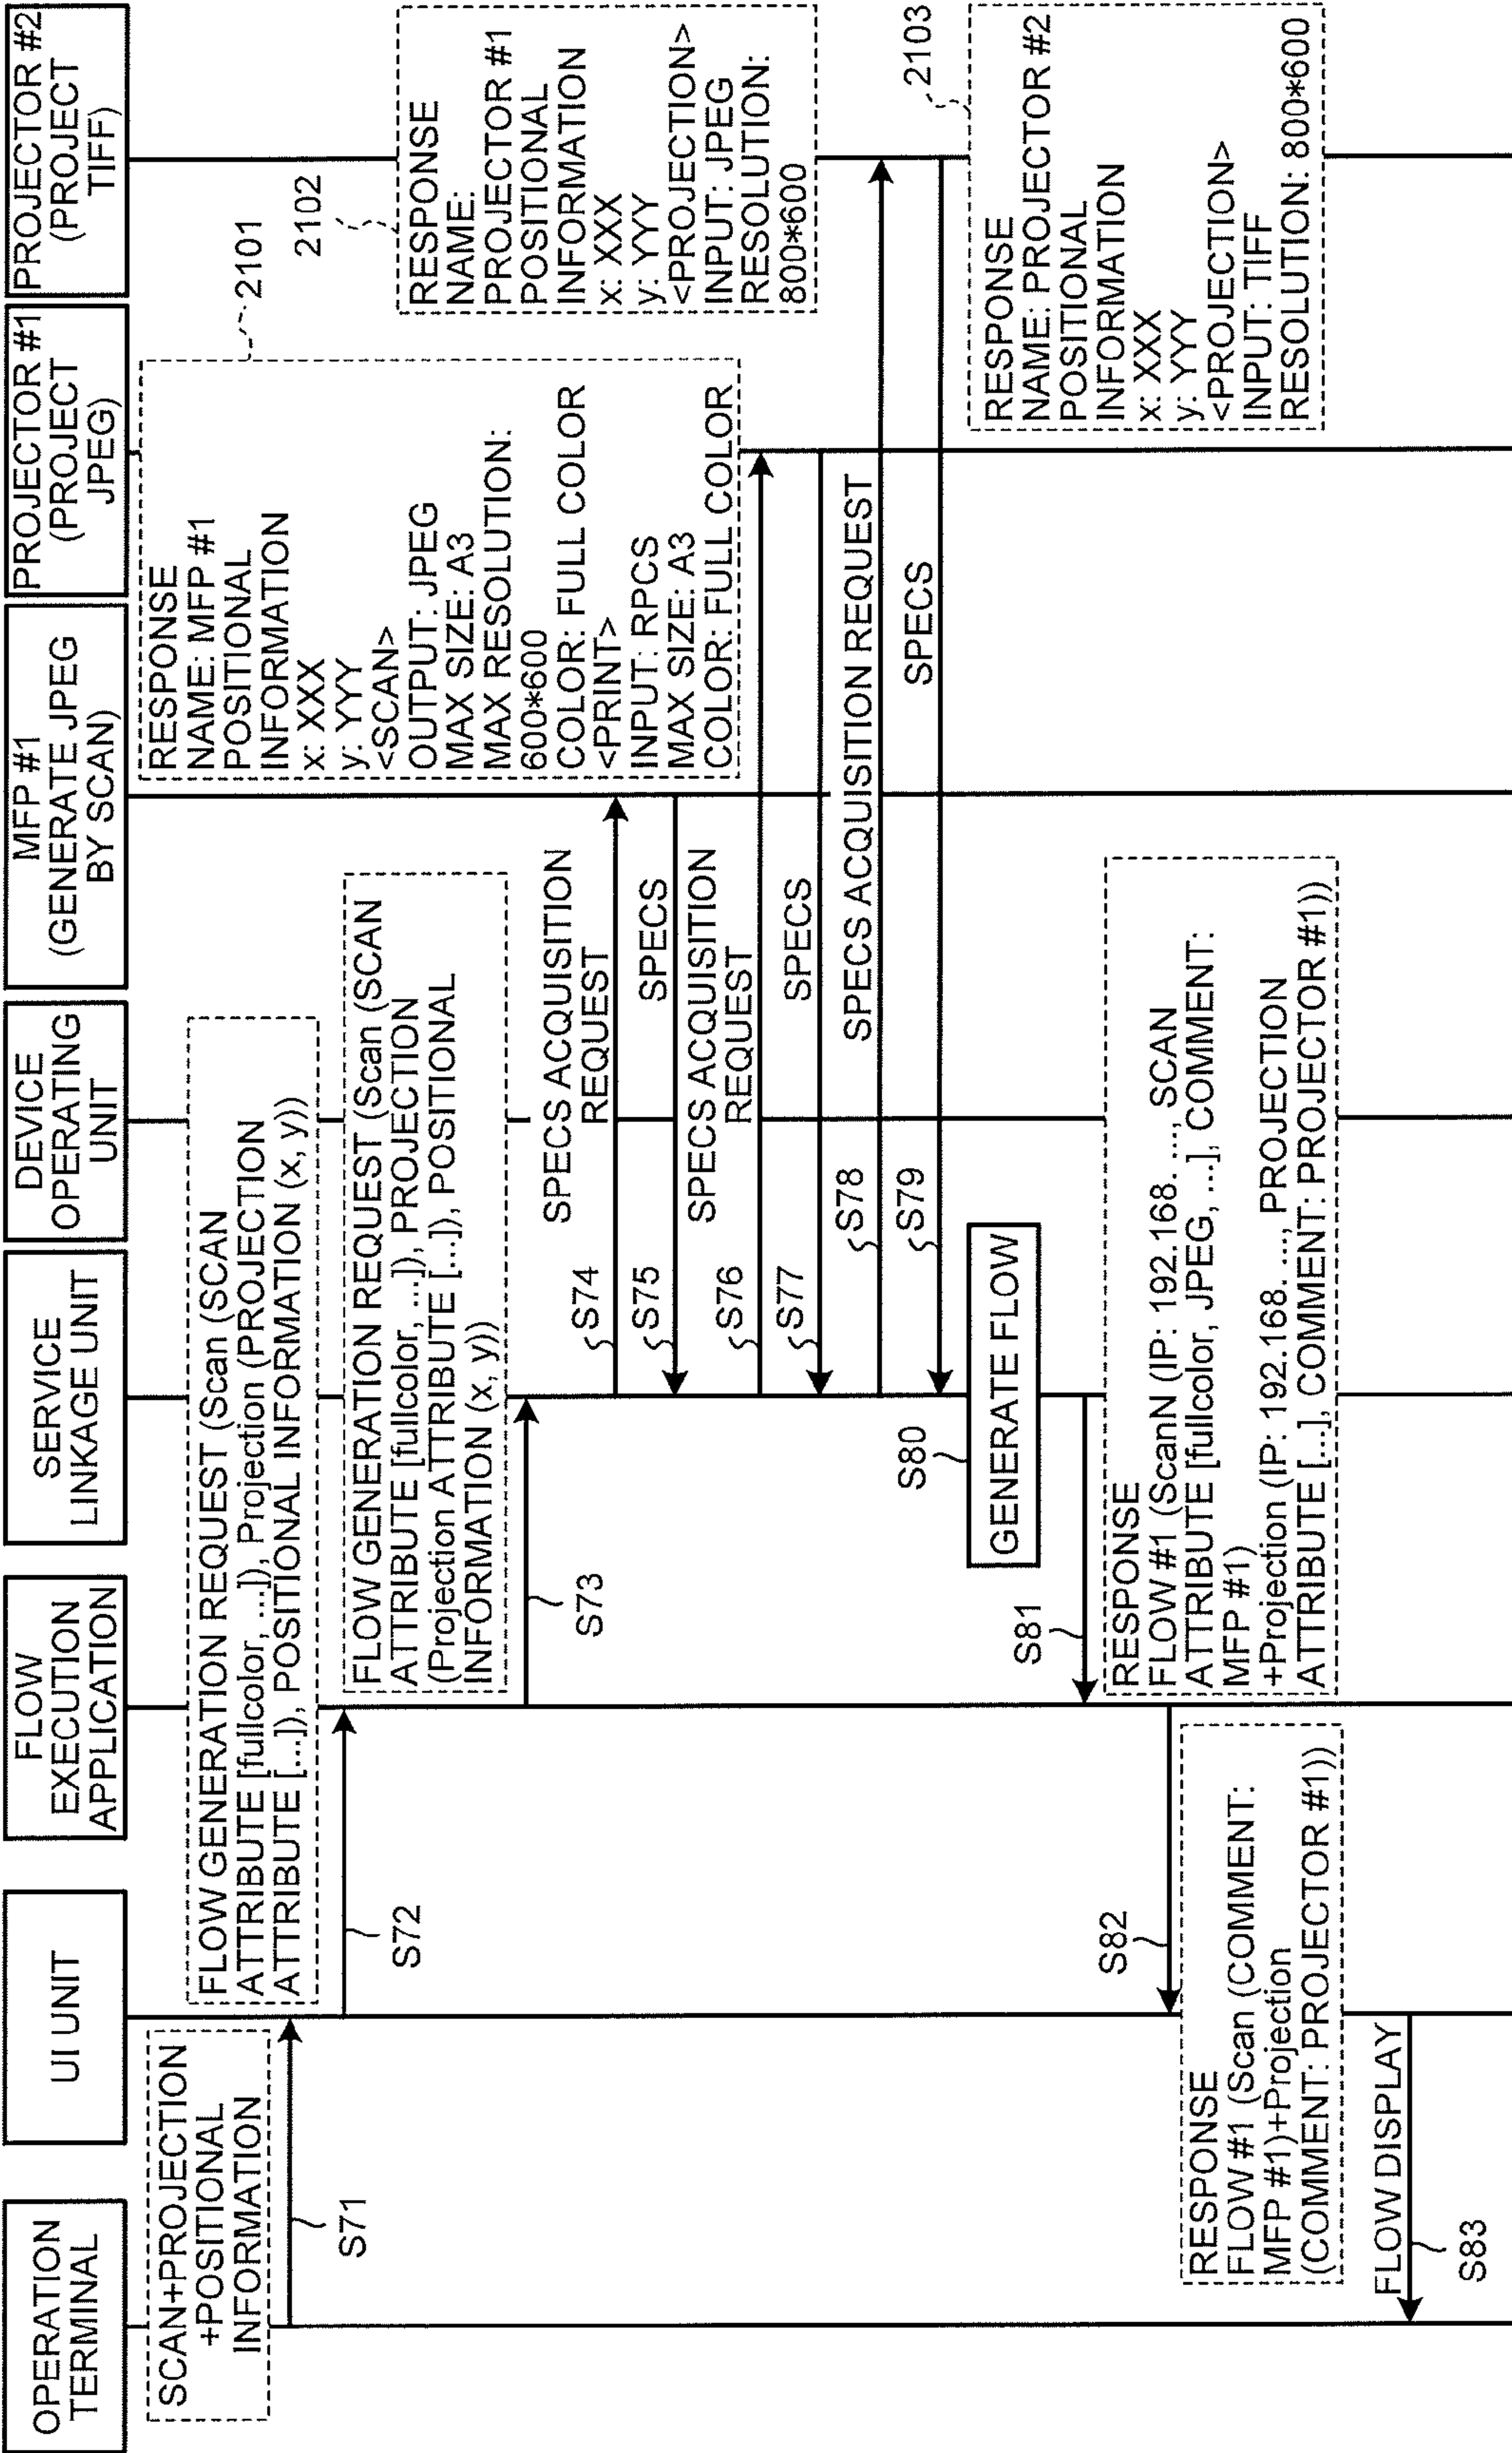 OPERATION
TERMINAL
UI UNIT
FLOW
EXECUTION
APPLICATION
SERVICE
LINKAGE UNIT
DEVICE
OPERATING
UNIT
MFP #1
(GENERATE JPEG
BY SCAN)
PROJECTOR #1
(PROJECT
JPEG)
PROJECTOR #2
(PROJECT
TIFF)
SCAN+PROJECTION
+POSITIONAL
INFORMATION
S71
FLOW GENERATION REQUEST (Scan (SCAN
ATTRIBUTE [fullcolor, ...]), Projection (PROJECTION
ATTRIBUTE [...]), POSITIONAL INFORMATION (x, y))
S72
FLOW GENERATION REQUEST (Scan (SCAN
ATTRIBUTE [fullcolor, ...]), PROJECTION
(Projection ATTRIBUTE [...]), POSITIONAL
INFORMATION (x, y))
S73
SPECS ACQUISITION
REQUEST
S74
SPECS
S75
SPECS ACQUISITION
REQUEST
S76
SPECS
S77
SPECS ACQUISITION REQUEST
S78
SPECS
S79
2101
RESPONSE
NAME: MFP #1
POSITIONAL
INFORMATION
x: XXX
y: YYY
<SCAN>
OUTPUT: JPEG
MAX SIZE: A3
MAX RESOLUTION:
600*600
COLOR: FULL COLOR
<PRINT>
INPUT: RPCS
MAX SIZE: A3
COLOR: FULL COLOR
2102
RESPONSE
NAME:
PROJECTOR #1
POSITIONAL
INFORMATION
x: XXX
y: YYY
<PROJECTION>
INPUT: JPEG
RESOLUTION:
800*600
2103
RESPONSE
NAME: PROJECTOR #2
POSITIONAL
INFORMATION
x: XXX
y: YYY
<PROJECTION>
INPUT: TIFF
RESOLUTION: 800*600
S80
GENERATE FLOW
S81
RESPONSE
FLOW #1 (ScanN (IP: 192.168. ..., SCAN
ATTRIBUTE [fullcolor, JPEG, ...], COMMENT:
MFP #1)
+Projection (IP: 192.168. ..., PROJECTION
ATTRIBUTE [...], COMMENT: PROJECTOR #1))
S82
RESPONSE
FLOW #1 (Scan (COMMENT:
MFP #1)+Projection
(COMMENT: PROJECTOR #1))
FLOW DISPLAY
S83